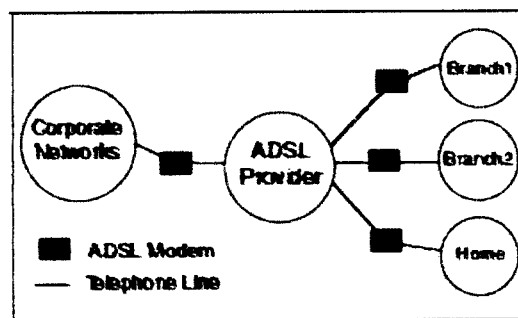 Corporate
Networks
ADSL
Provider
Branch1
Branch2
Home
ADSL Modem
Telephone Line